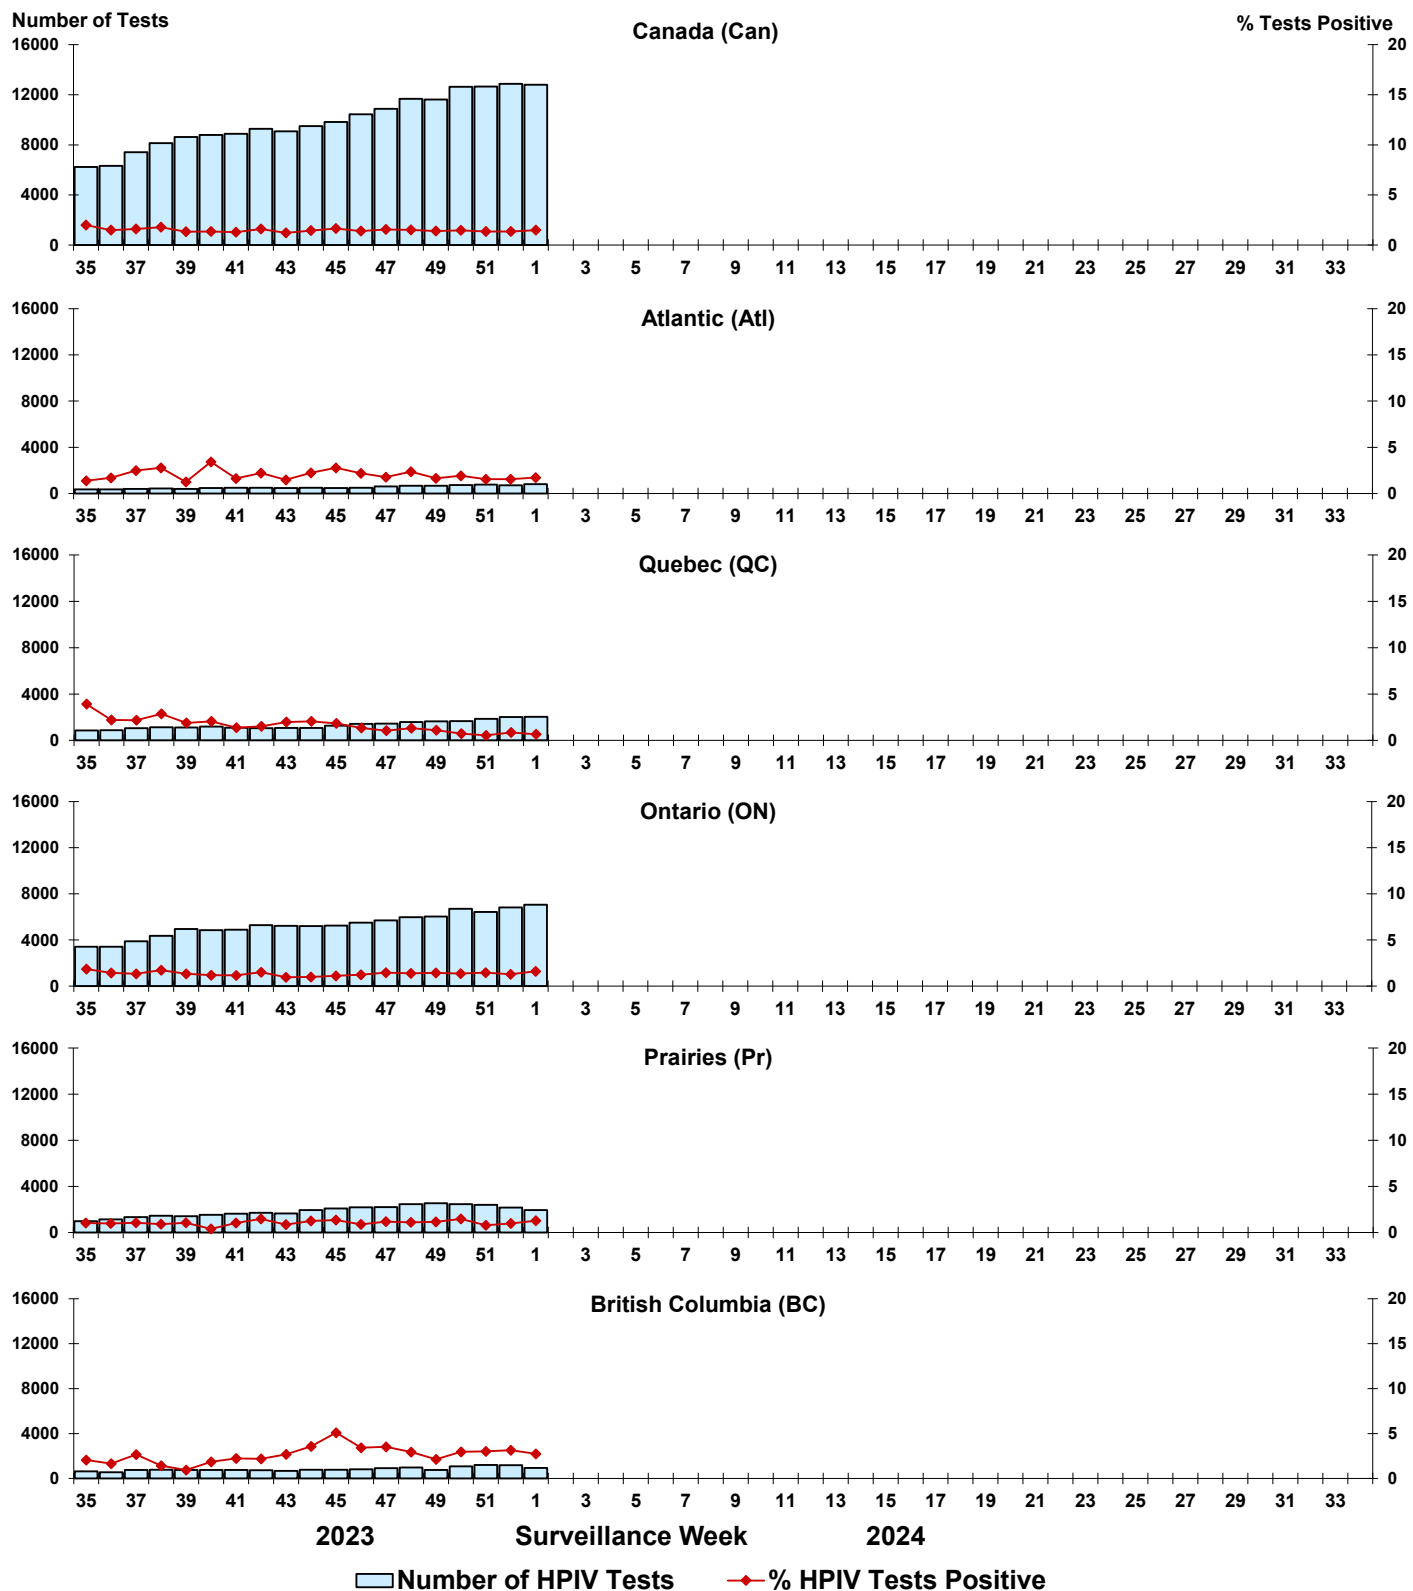 Number of Tests
Canada (Can)
% Tests Positive
16000 20
12000 15
8000 10
4000 5
0 0
35 37 39 41 43 45 47 49 51 1 3 5 7 9 11 13 15 17 19 21 23 25 27 29 31 33
Atlantic (Atl)
16000 20
12000 15
8000 10
4000 5
0 0
35 37 39 41 43 45 47 49 51 1 3 5 7 9 11 13 15 17 19 21 23 25 27 29 31 33
Quebec (QC)
16000 20
12000 15
8000 10
4000 5
0 0
35 37 39 41 43 45 47 49 51 1 3 5 7 9 11 13 15 17 19 21 23 25 27 29 31 33
Ontario (ON)
16000 20
12000 15
8000 10
4000 5
0 0
35 37 39 41 43 45 47 49 51 1 3 5 7 9 11 13 15 17 19 21 23 25 27 29 31 33
Prairies (Pr)
16000 20
12000 15
8000 10
4000 5
0 0
35 37 39 41 43 45 47 49 51 1 3 5 7 9 11 13 15 17 19 21 23 25 27 29 31 33
British Columbia (BC)
16000 20
12000 15
8000 10
4000 5
0 0
35 37 39 41 43 45 47 49 51 1 3 5 7 9 11 13 15 17 19 21 23 25 27 29 31 33
2023 Surveillance Week 2024
Number of HPIV Tests % HPIV Tests Positive